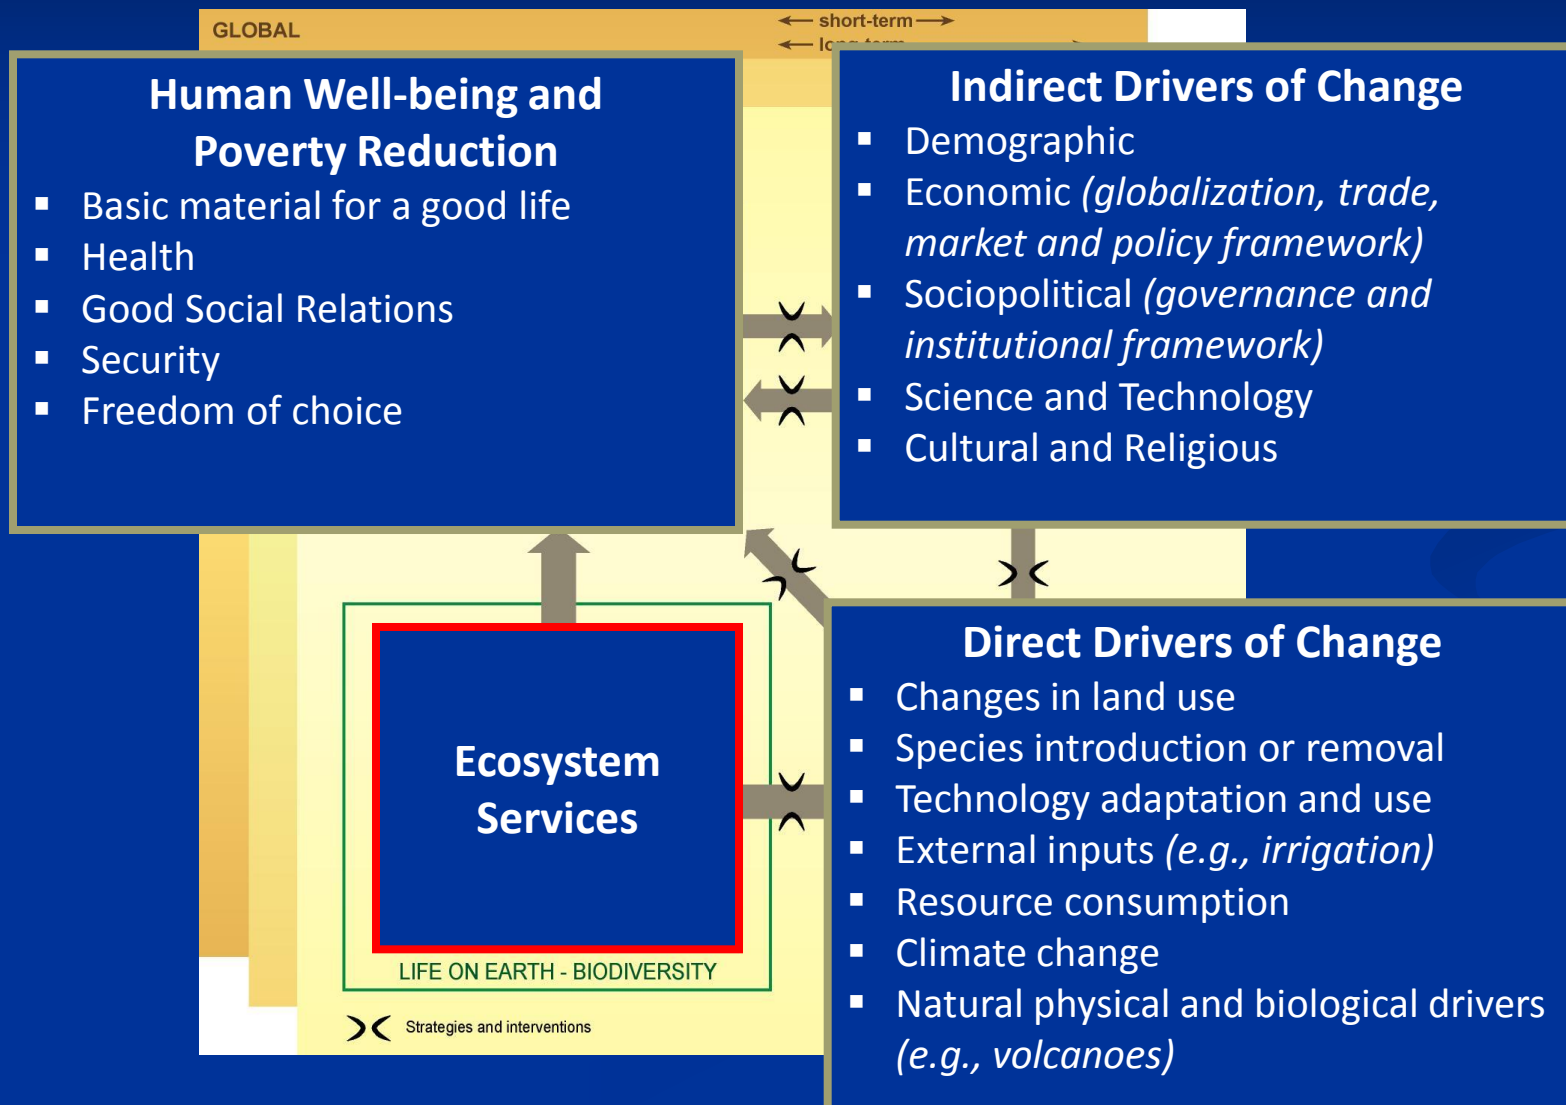 GLOBAL
short-term
Human Well-being and
Poverty Reduction
▪ Basic material for a good life
▪ Health
▪ Good Social Relations
▪ Security
▪ Freedom of choice
Indirect Drivers of Change
▪ Demographic
▪ Economic (globalization, trade,
market and policy framework)
▪ Sociopolitical (governance and
institutional framework)
▪ Science and Technology
▪ Cultural and Religious
Ecosystem
Services
LIFE ON EARTH - BIODIVERSITY
Strategies and interventions
Direct Drivers of Change
▪ Changes in land use
▪ Species introduction or removal
▪ Technology adaptation and use
▪ External inputs (e.g., irrigation)
▪ Resource consumption
▪ Climate change
▪ Natural physical and biological drivers
(e.g., volcanoes)